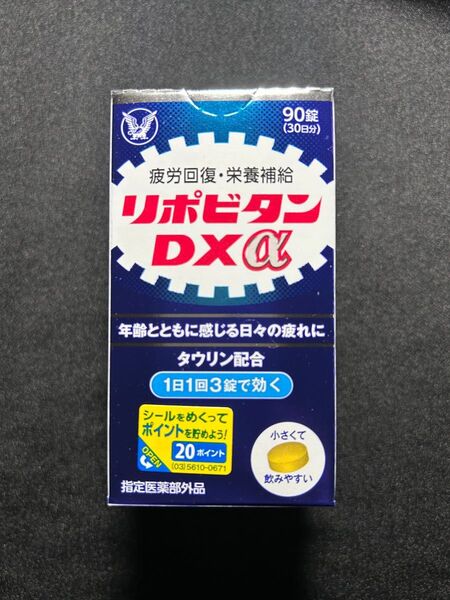 90錠
(30日分)
疲労回復・栄養補給
リポビタン
DXα
年齢とともに感じる日々の疲れに
タウリン配合
1日1回3錠で効く
シールをめくって
ポイントを貯めよう!
OPEN
20ポイント
(03)5610-0671
小さくて
飲みやすい
指定医薬部外品